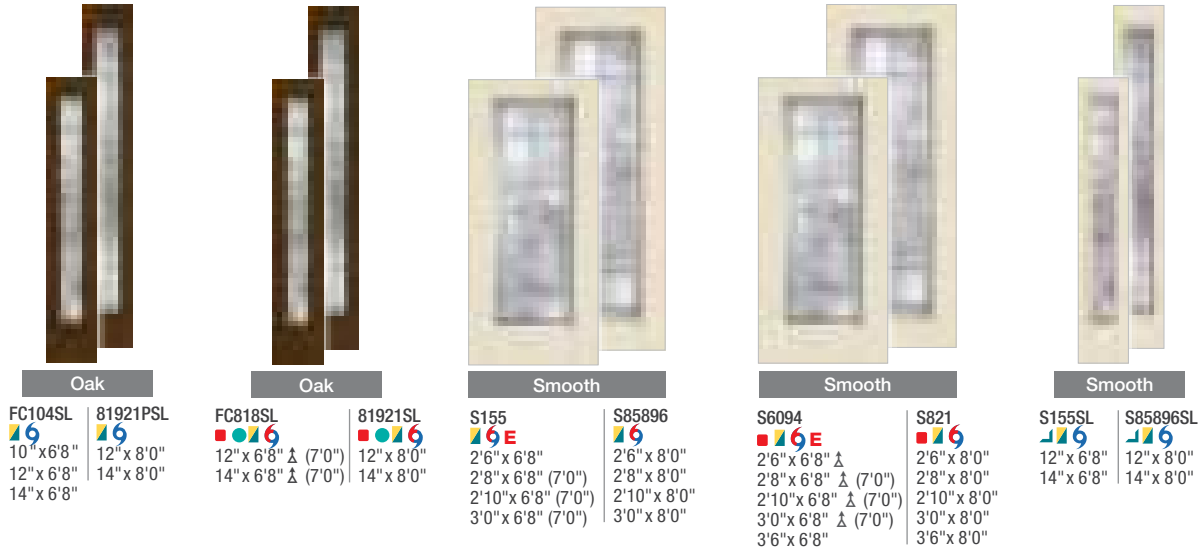 Oak
FC104SL
10"x6'8"
12"x 6'8"
14"x 6'8"
81921PSL
12"x 8'0"
14"x 8'0"
Oak
FC818SL
12"x 6'8" (7'0")
14"x 6'8" (7'0")
81921SL
12"x 8'0"
14"x 8'0"
Smooth
S155
E
2'6"x 6'8"
2'8"x 6'8" (7'0")
2'10"x 6'8" (7'0")
3'0"x 6'8" (7'0")
S85896
2'6"x 8'0"
2'8"x 8'0"
2'10"x 8'0"
3'0"x 8'0"
Smooth
S6094
E
2'6"x 6'8"
2'8"x 6'8" (7'0")
2'10"x 6'8" (7'0")
3'0"x 6'8" (7'0")
3'6"x 6'8"
S821
2'6"x 8'0"
2'8"x 8'0"
2'10"x 8'0"
3'0"x 8'0"
3'6"x 8'0"
Smooth
S155SL
12"x 6'8"
14"x 6'8"
S85896SL
12"x 8'0"
14"x 8'0"